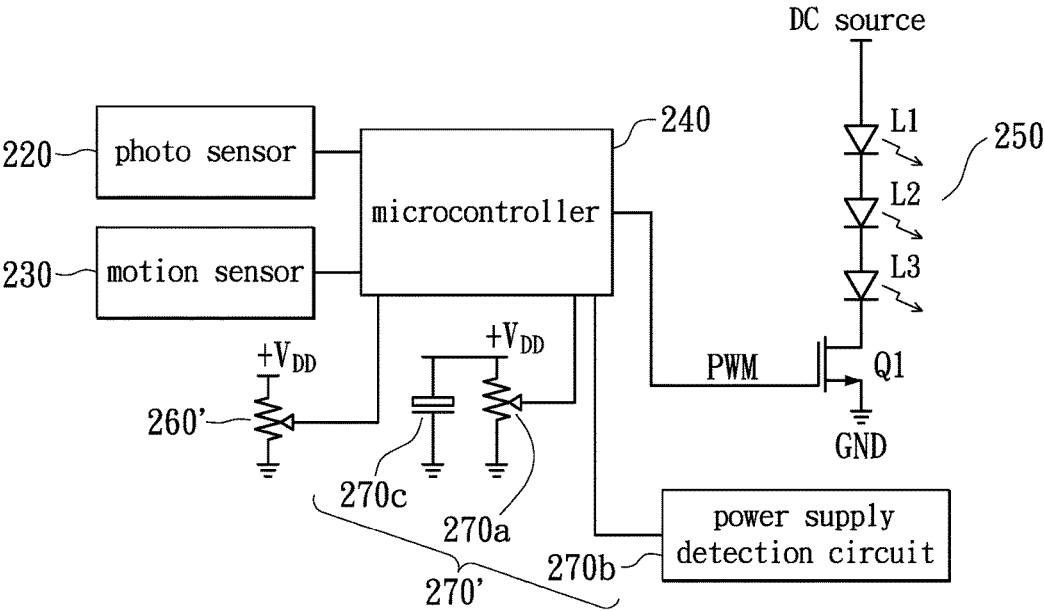 DC source
L1
250
L2
L3
240
220
photo sensor
microcontroller
230
motion sensor
+VDD
+VDD
PWM
Q1
GND
260'
270c
270a
270b
power supply
detection circuit
270'